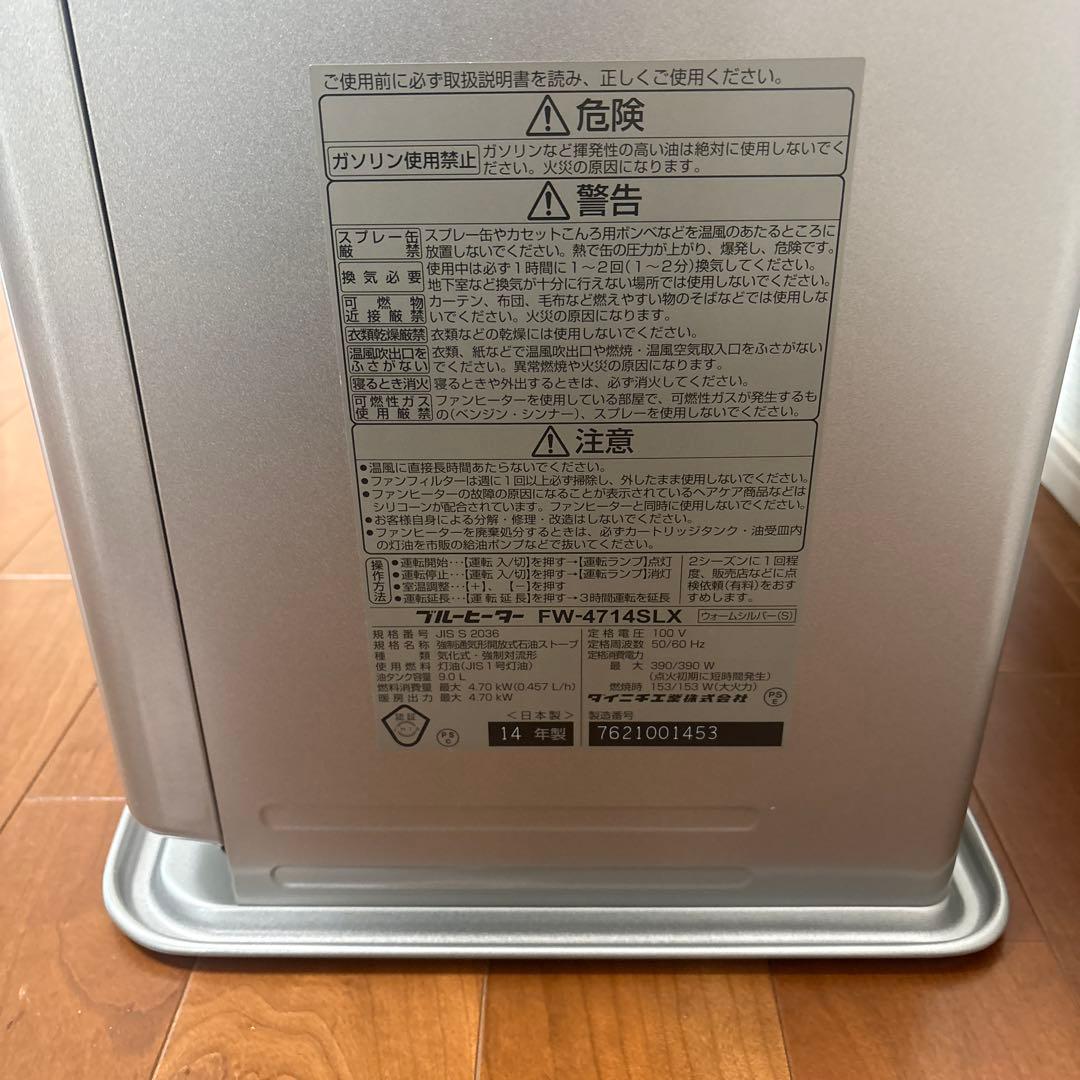 ご使用前に必ず取扱説明書を読み、正しくご使用ください。
危険
ガソリン使用禁止
ガソリンなど揮発性の高い油は絶対に使用しないでく
ださい。火災の原因になります。
警告
スプレー缶
厳禁
スプレー缶やカセットこんろ用ボンベなどを温風のあたるところに
放置しないでください。熱で缶の圧力が上がり、爆発し、危険です。
換気必要
使用中は必ず1時間に1～2回(1～2分)換気してください。
地下室など換気が十分に行えない場所では使用しないでください。
可燃物
近接厳禁
カーテン、布団、毛布など燃えやすい物のそばなどでは使用しな
いでください。火災の原因になります。
衣類乾燥厳禁
衣類などの乾燥には使用しないでください。
温風吹出口を
ふさがない
衣類、紙などで温風吹出口や燃焼・温風空気取入口をふさがない
でください。異常燃焼や火災の原因になります。
寝るとき消火
寝るときや外出するときは、必ず消火してください。
可燃性ガス
使用厳禁
ファンヒーターを使用している部屋で、可燃性ガスが発生するも
の(ベンジン・シンナー)、スプレーを使用しないでください。
注意
●温風に直接長時間あたらないでください。
●ファンフィルターは週に1回以上必ず掃除し、外したまま使用しないでください。
●ファンヒーターの故障の原因になることが表示されているヘアケア商品などは
シリコーンが配合されています。ファンヒーターと同時に使用しないでください。
●お客様自身による分解・修理・改造はしないでください。
●ファンヒーターを廃棄処分するときは、必ずカートリッジタンク・油受皿内
の灯油を市販の給油ポンプなどで抜いてください。
操作方法
●運転開始…【運転 入/切】を押す→【運転ランプ】点灯
●運転停止…【運転 入/切】を押す→【運転ランプ】消灯
●室温調整…【＋】、【－】を押す
●運転延長…【運転延長】を押す→3時間運転を延長
2シーズンに1回程
度、販売店などに点
検依頼(有料)をおす
すめします。
ブルーヒーター FW-4714SLX ウォームシルバー(S)
規格番号 JIS S 2036
規格名称 強制通気形開放式石油ストーブ
種類 気化式・強制対流形
使用燃料 灯油(JIS1号灯油)
油タンク容量 9.0 L
燃料消費量 最大 4.70 kW(0.457 L/h)
暖房出力 最大 4.70 kW
定格電圧 100 V
定格周波数 50/60 Hz
定格消費電力
最大 390/390 W
(点火初期に短時間発生)
燃焼時 153/153 W(大火力)
ダイニチ工業株式会社
PS
E
認証
PS
C
<日本製>
14 年製
製造番号
7621001453